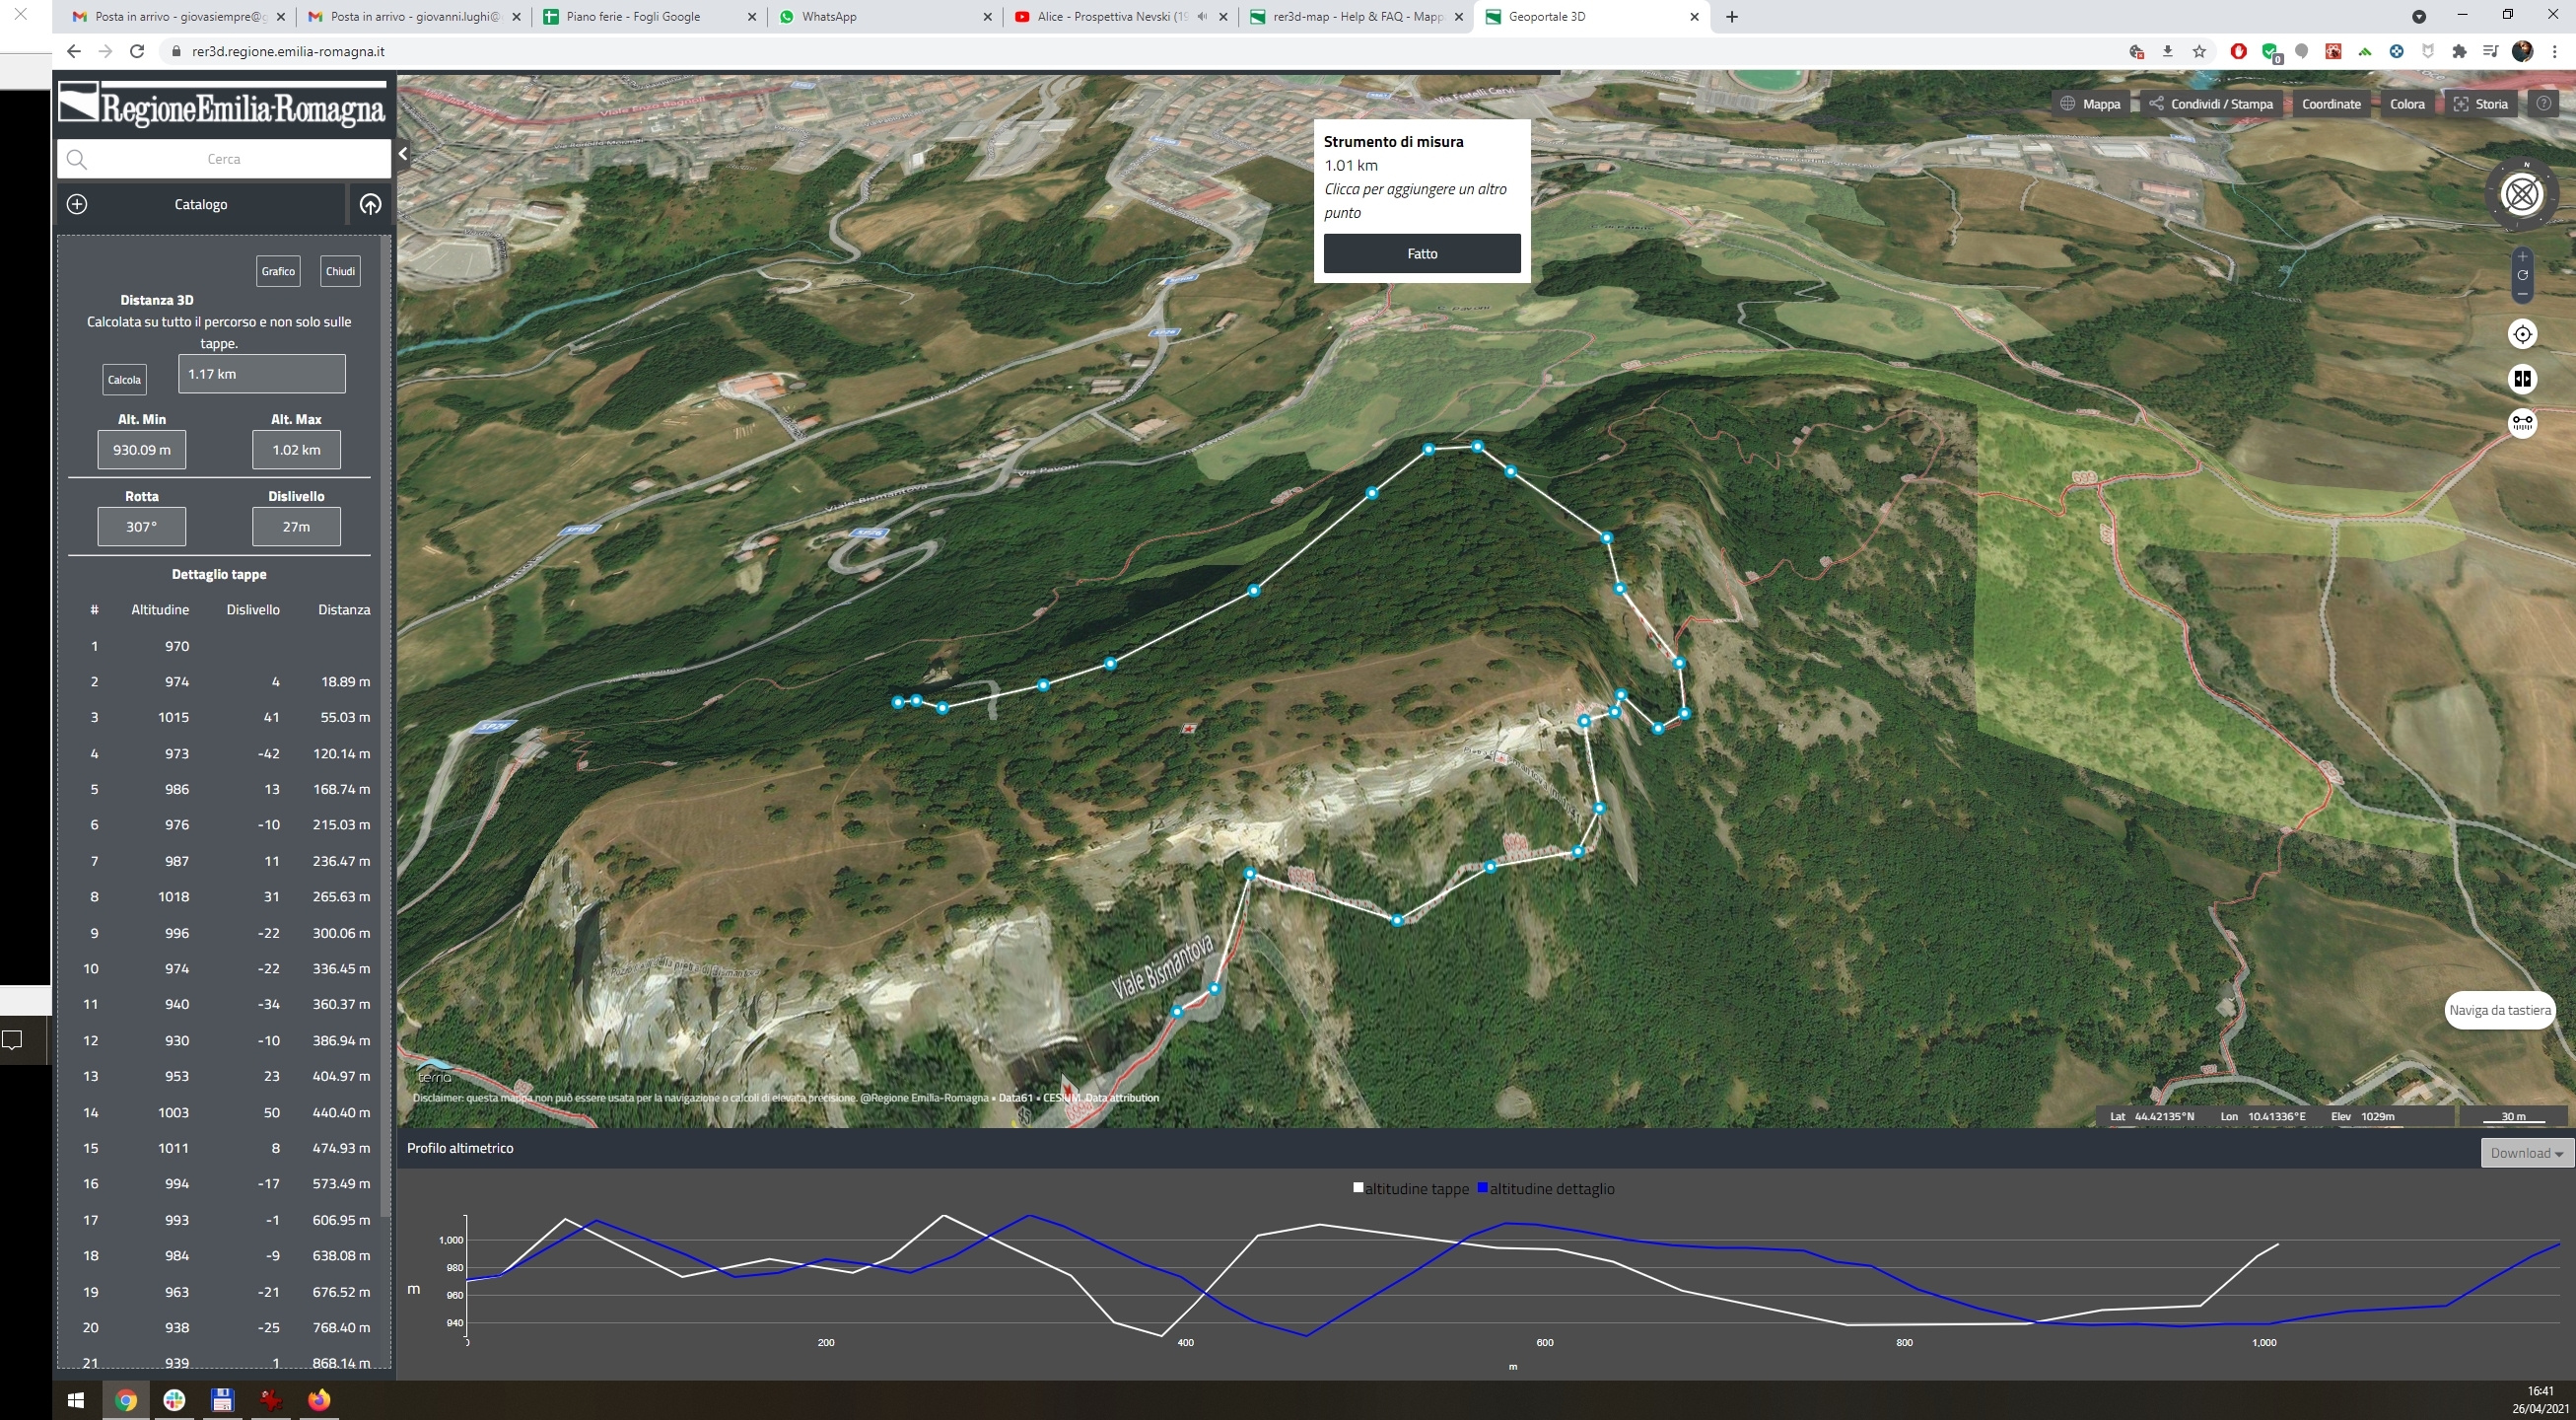 Posta in arrivo - giovasiempre@g
Posta in arrivo - giovanni.lughi@
Piano ferie - Fogli Google
WhatsApp
Alice - Prospettiva Nevski (19
rer3d-map - Help & FAQ - Mapp
Geoportale 3D
rer3d.regione.emilia-romagna.it
RegioneEmilia-Romagna
Cerca
Catalogo
Mappa
Condividi / Stampa
Coordinate
Colora
Storia
Strumento di misura
1.01 km
Clicca per aggiungere un altro
punto
Fatto
N
Grafico
Chiudi
Distanza 3D
Calcolata su tutto il percorso e non solo sulle
tappe.
Calcola
1.17 km
Alt. Min
Alt. Max
930.09 m
1.02 km
Rotta
Dislivello
307°
27m
Dettaglio tappe
# Altitudine Dislivello Distanza
1 970
2 974 4 18.89 m
3 1015 41 55.03 m
4 973 -42 120.14 m
5 986 13 168.74 m
6 976 -10 215.03 m
7 987 11 236.47 m
8 1018 31 265.63 m
9 996 -22 300.06 m
10 974 -22 336.45 m
11 940 -34 360.37 m
12 930 -10 386.94 m
13 953 23 404.97 m
14 1003 50 440.40 m
15 1011 8 474.93 m
16 994 -17 573.49 m
17 993 -1 606.95 m
18 984 -9 638.08 m
19 963 -21 676.52 m
20 938 -25 768.40 m
21 939 1 868.14 m
Viale Enzo Bagnoli
Via Fratelli Cervi
Via Pavoni
Viale Bismantova
Viale Bismantova
Naviga da tastiera
terria
Disclaimer: questa mappa non può essere usata per la navigazione o calcoli di elevata precisione. @Regione Emilia-Romagna • Data61 • CESIUM Data attribution
Lat 44.42135°N Lon 10.41336°E Elev 1029m
30 m
Profilo altimetrico
Download
altitudine tappe altitudine dettaglio
1,000
980
960
940
m
200 400 600 800 1,000
m
16:41
26/04/2021